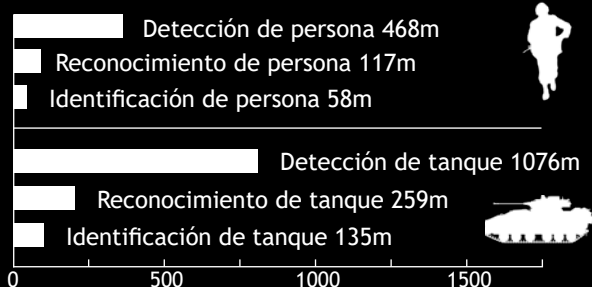 Detección de persona 468m
Reconocimiento de persona 117m
Identificación de persona 58m
Detección de tanque 1076m
Reconocimiento de tanque 259m
Identificación de tanque 135m
0 500 1000 1500